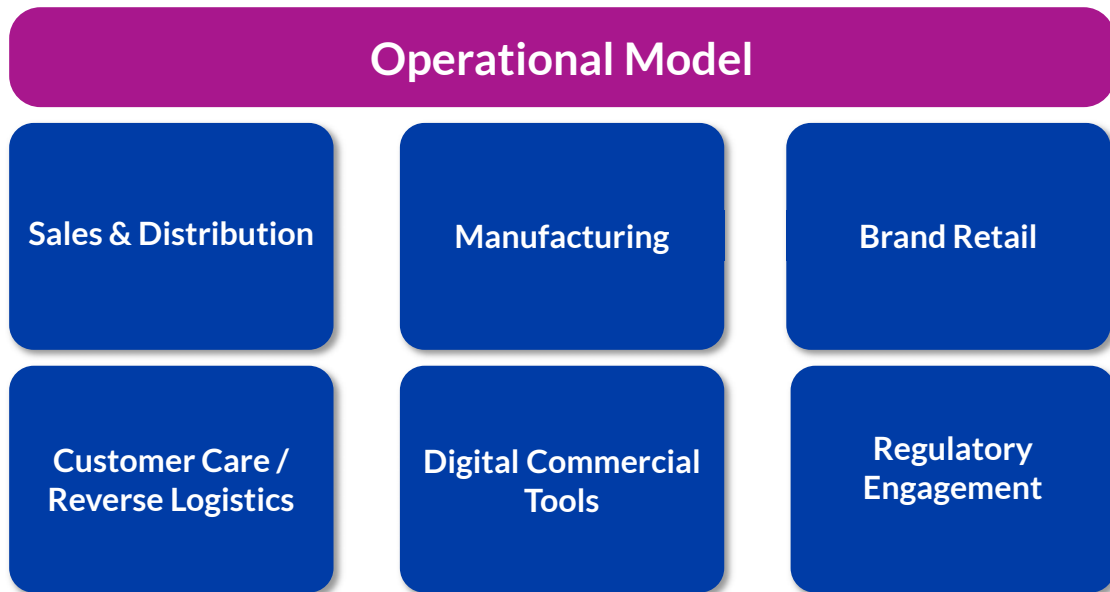 Operational Model
Sales & Distribution
Manufacturing
Brand Retail
Customer Care /
Reverse Logistics
Digital Commercial
Tools
Regulatory
Engagement